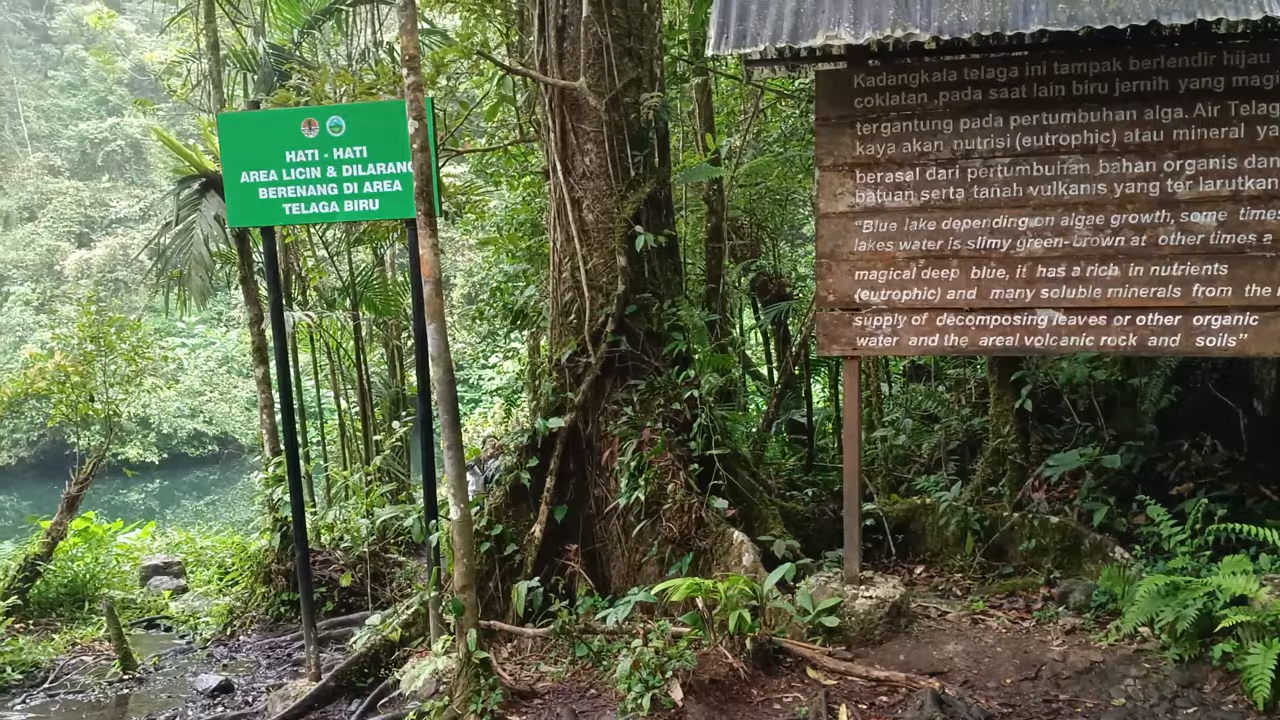 HATI - HATI
AREA LICIN & DILARANG
BERENANG DI AREA
TELAGA BIRU
Kadangkala telaga ini tampak berlendir hijau
coklatan ,pada saat lain biru jernih yang magi
tergantung pada pertumbuhan alga. Air Telag
kaya akan nutrisi (eutrophic) atau mineral ya
berasal dari pertumbuhan bahan organis dan
batuan serta tanah vulkanis yang ter larutkan
"Blue lake depending on algae growth, some times
lakes water is slimy green-brown at other times a
magical deep blue, it has a rich in nutrients
(eutrophic) and many soluble minerals from the
supply of decomposing leaves or other organic
water and the areal volcanic rock and soils"